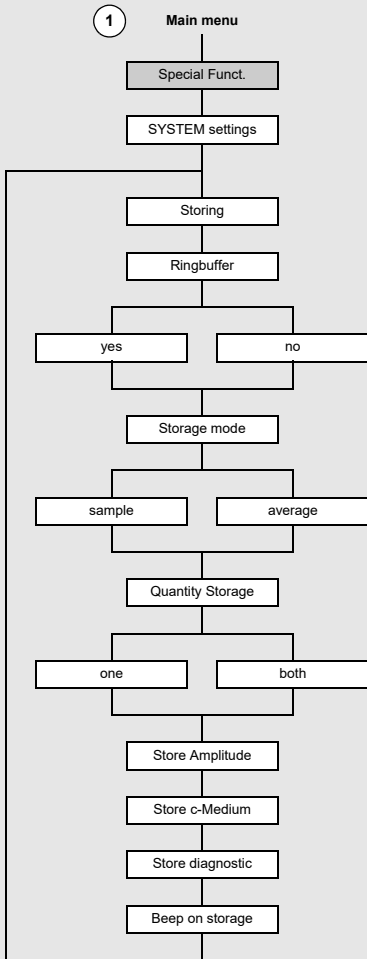 1 Main menu
Special Funct.
SYSTEM settings
Storing
Ringbuffer
yes no
Storage mode
sample average
Quantity Storage
one both
Store Amplitude
Store c-Medium
Store diagnostic
Beep on storage